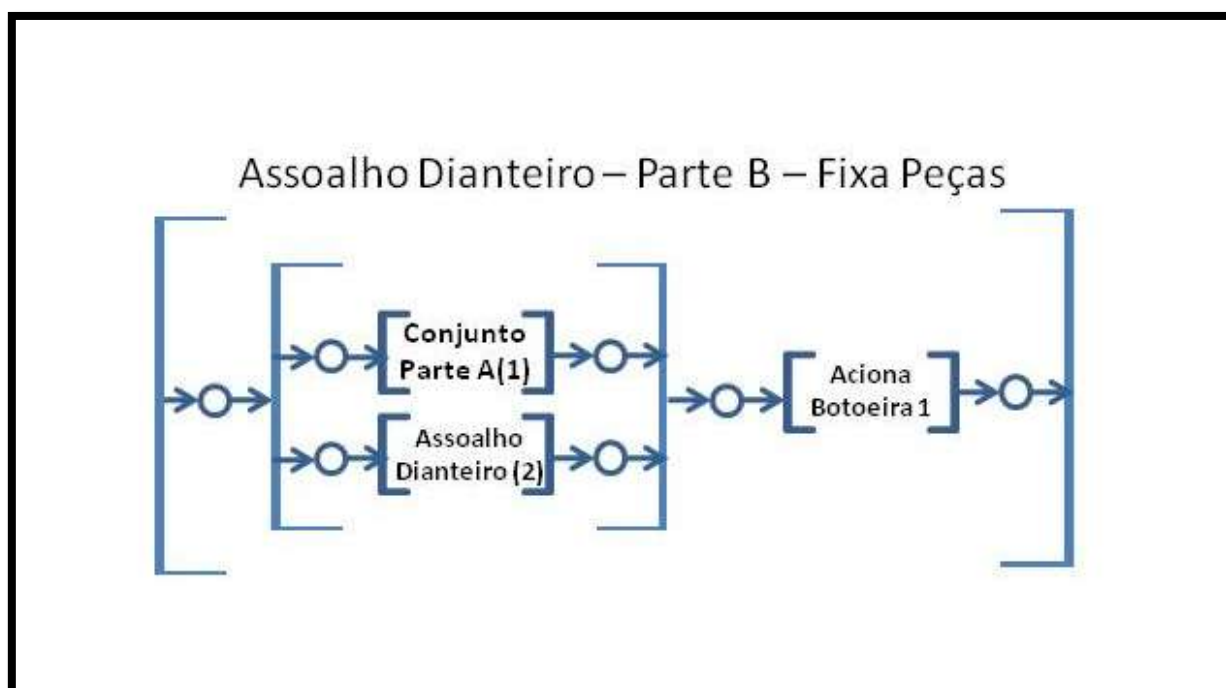 Assoalho Dianteiro – Parte B – Fixa Peças
Conjunto
Parte A(1)
Assoalho
Dianteiro (2)
Aciona
Botoeira 1